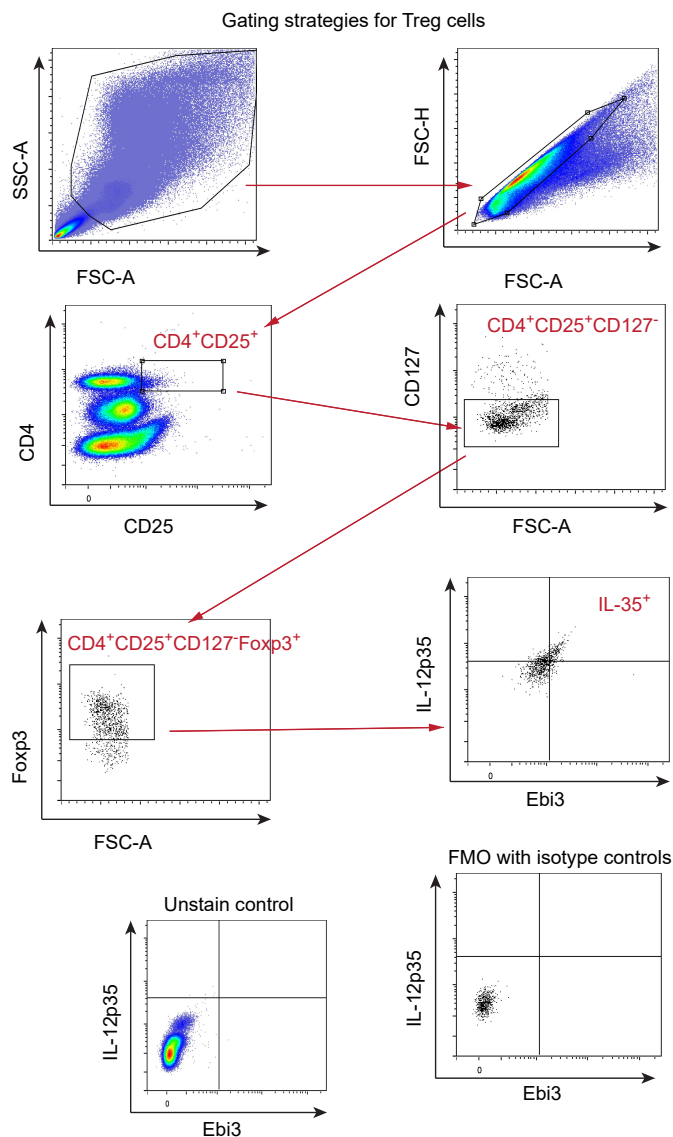 Gating strategies for Treg cells
SSC-A
FSC-A
FSC-H
FSC-A
CD4⁺CD25⁺
CD4
0
CD25
CD4⁺CD25⁺CD127⁻
CD127
FSC-A
CD4⁺CD25⁺CD127⁻Foxp3⁺
Foxp3
FSC-A
IL-35⁺
IL-12p35
0
Ebi3
Unstain control
IL-12p35
0
Ebi3
FMO with isotype controls
IL-12p35
0
Ebi3